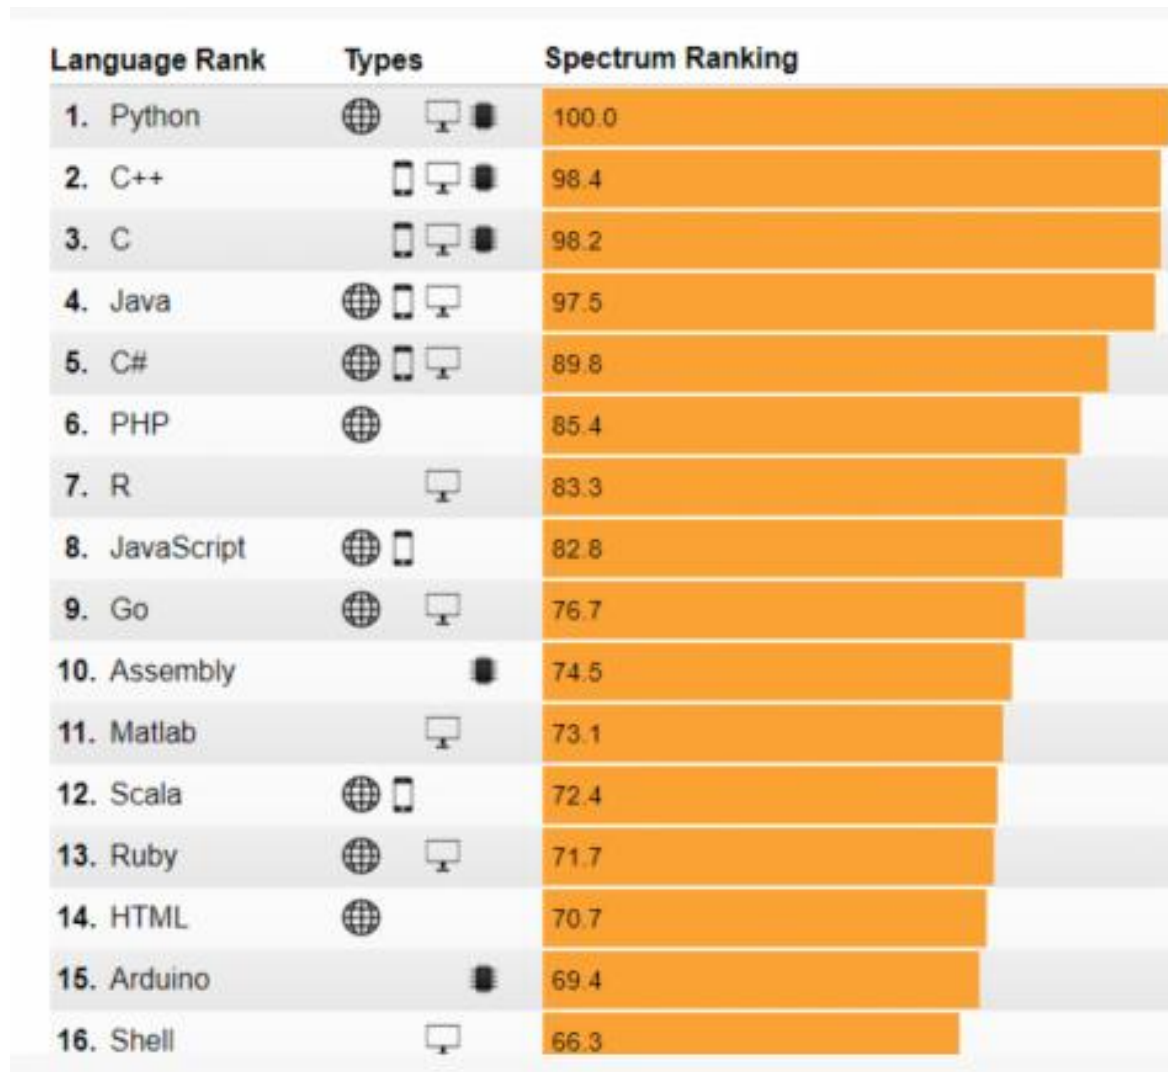 Language Rank Types Spectrum Ranking
1. Python 100.0
2. C++ 98.4
3. C 98.2
4. Java 97.5
5. C# 89.8
6. PHP 85.4
7. R 83.3
8. JavaScript 82.8
9. Go 76.7
10. Assembly 74.5
11. Matlab 73.1
12. Scala 72.4
13. Ruby 71.7
14. HTML 70.7
15. Arduino 69.4
16. Shell 66.3